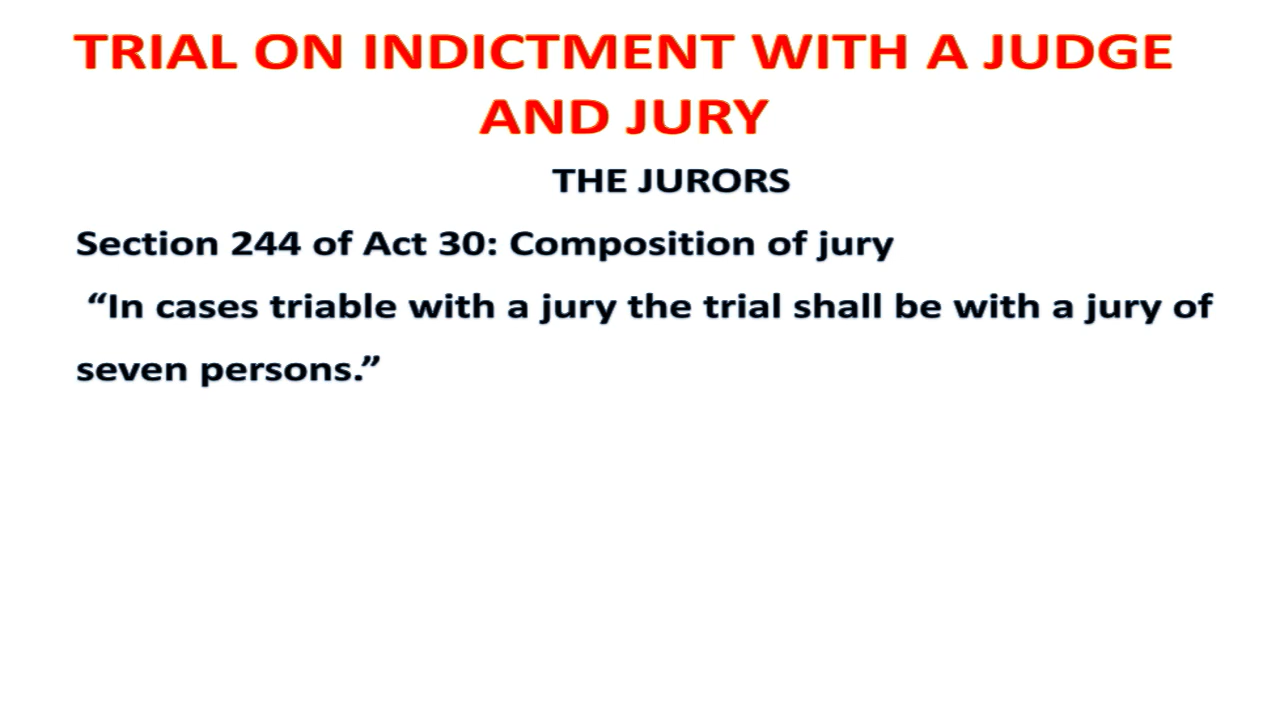 TRIAL ON INDICTMENT WITH A JUDGE
AND JURY
THE JURORS
Section 244 of Act 30: Composition of jury
“In cases triable with a jury the trial shall be with a jury of
seven persons.”